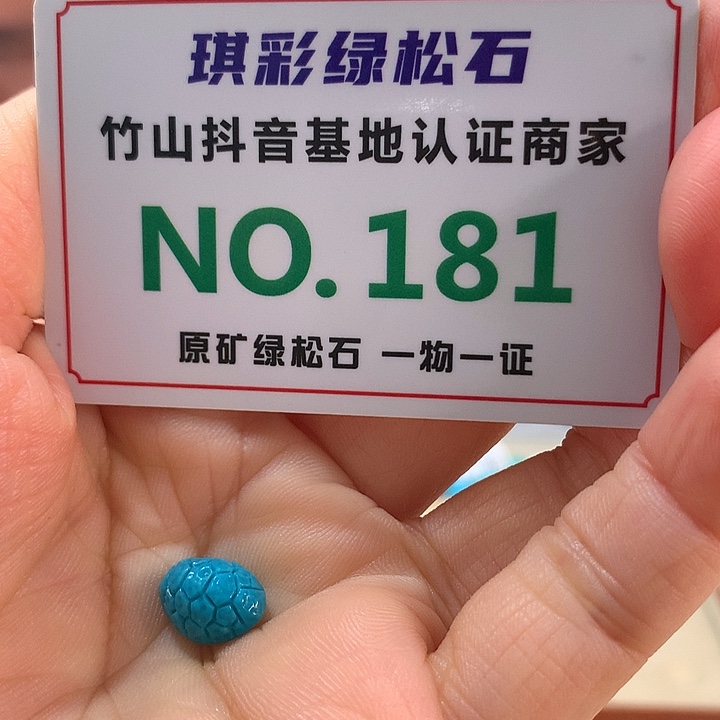 琪彩绿松石
竹山抖音基地认证商家
NO.181
原矿绿松石 一物一证